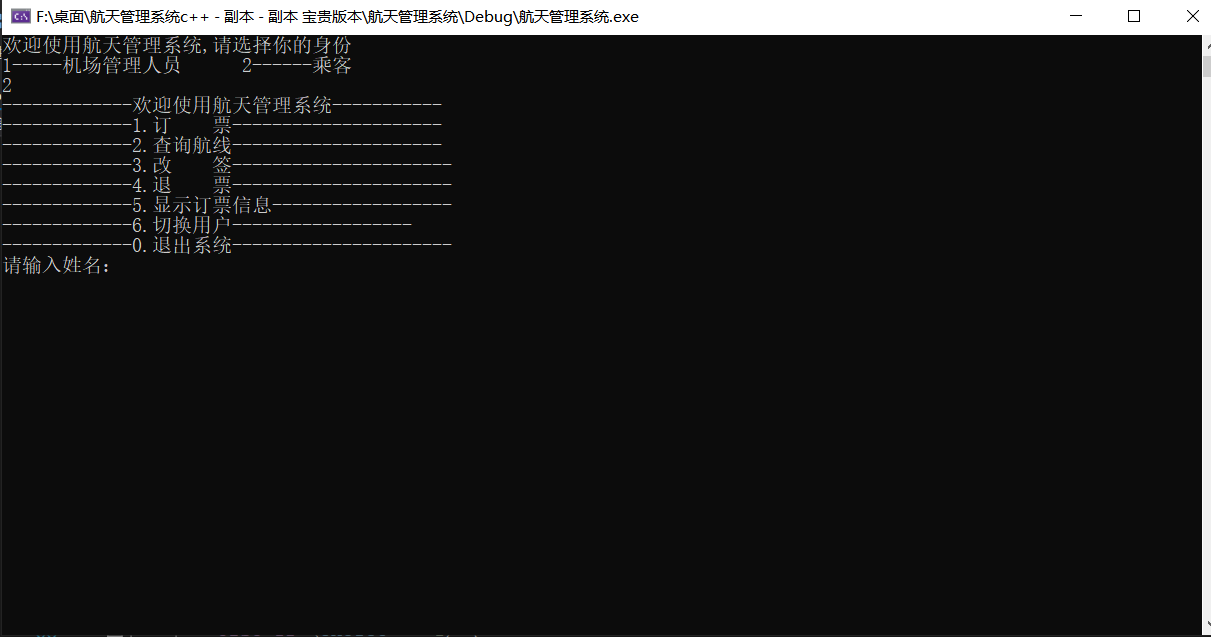 F:\桌面\航天管理系统c++ - 副本 - 副本 宝贵版本\航天管理系统\Debug\航天管理系统.exe
欢迎使用航天管理系统,请选择你的身份
1-----机场管理人员      2------乘客
2
-------------欢迎使用航天管理系统-----------
-------------1.订    票---------------------
-------------2.查询航线---------------------
-------------3.改    签----------------------
-------------4.退    票----------------------
-------------5.显示订票信息------------------
-------------6.切换用户------------------
-------------0.退出系统----------------------
请输入姓名: